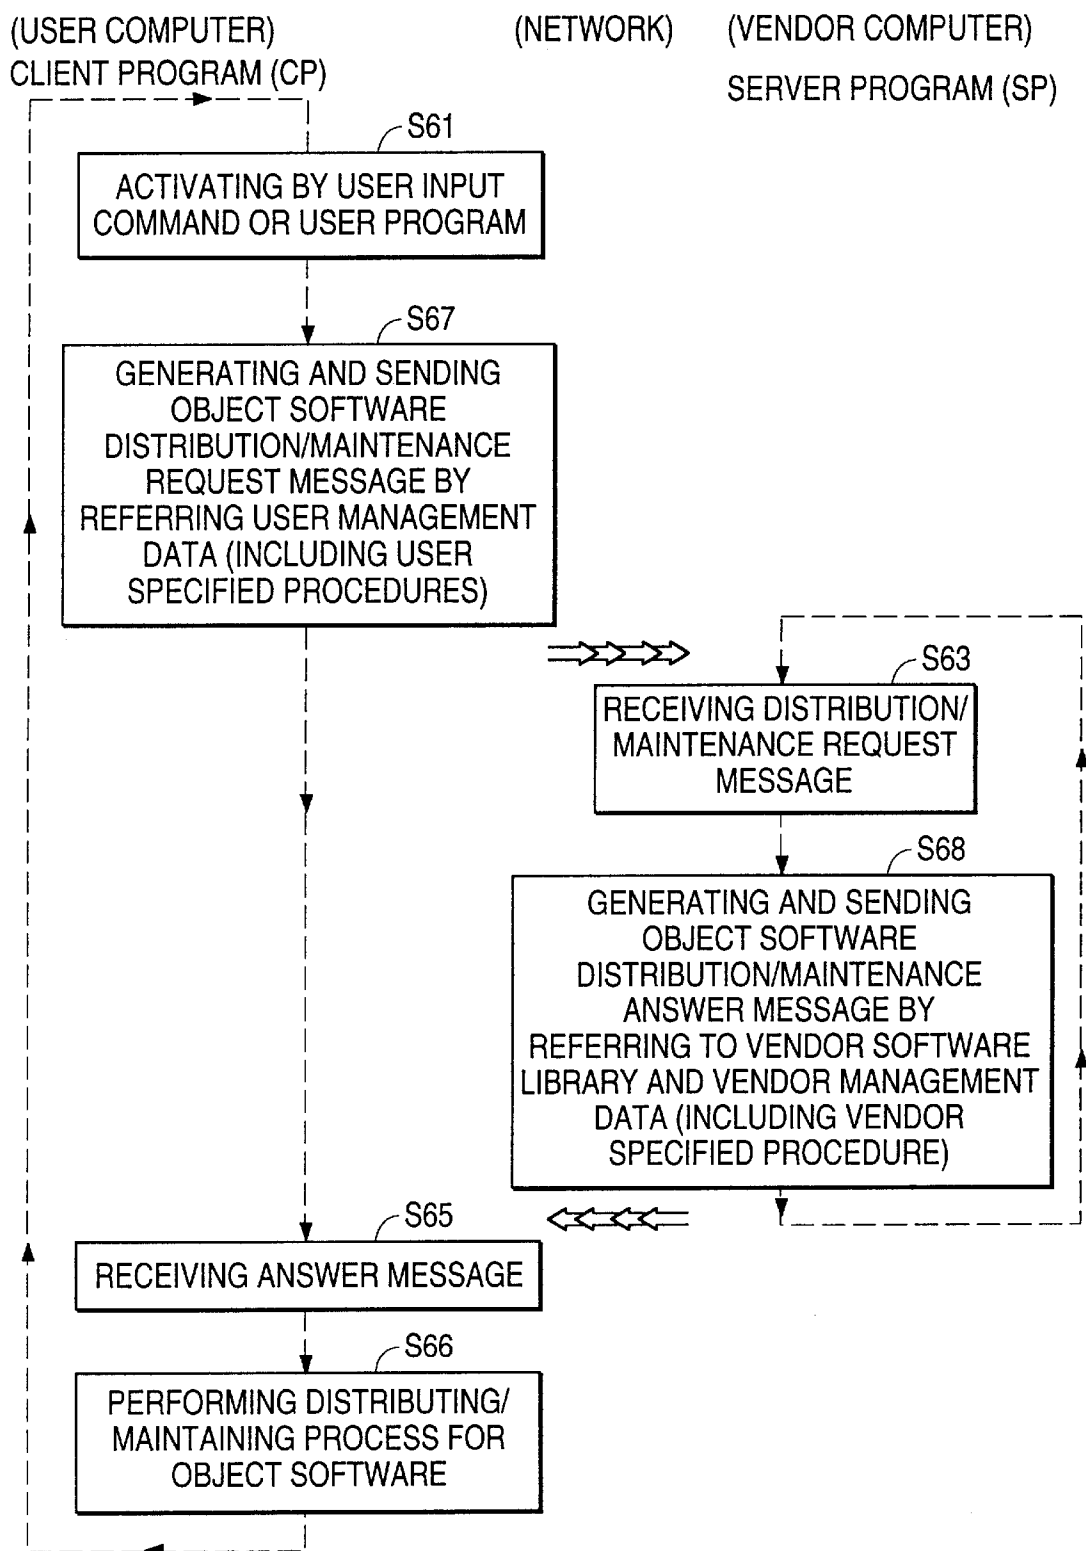 (USER COMPUTER)
CLIENT PROGRAM (CP)
(NETWORK)
(VENDOR COMPUTER)
SERVER PROGRAM (SP)
S61
ACTIVATING BY USER INPUT
COMMAND OR USER PROGRAM
S67
GENERATING AND SENDING
OBJECT SOFTWARE
DISTRIBUTION/MAINTENANCE
REQUEST MESSAGE BY
REFERRING USER MANAGEMENT
DATA (INCLUDING USER
SPECIFIED PROCEDURES)
S63
RECEIVING DISTRIBUTION/
MAINTENANCE REQUEST
MESSAGE
S68
GENERATING AND SENDING
OBJECT SOFTWARE
DISTRIBUTION/MAINTENANCE
ANSWER MESSAGE BY
REFERRING TO VENDOR SOFTWARE
LIBRARY AND VENDOR MANAGEMENT
DATA (INCLUDING VENDOR
SPECIFIED PROCEDURE)
S65
RECEIVING ANSWER MESSAGE
S66
PERFORMING DISTRIBUTING/
MAINTAINING PROCESS FOR
OBJECT SOFTWARE